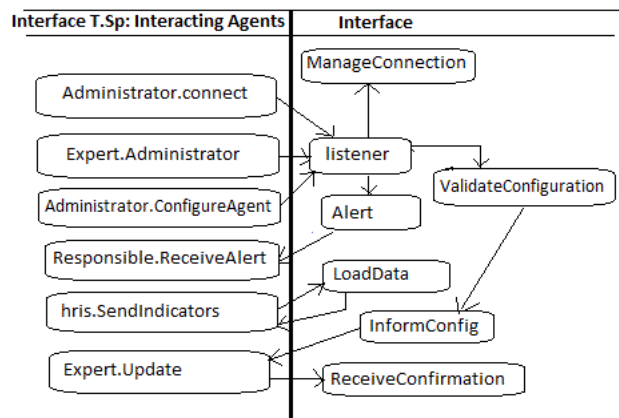 Interface T.Sp: Interacting Agents
Interface
ManageConnection
Administrator.connect
Expert.Administrator
listener
ValidateConfiguration
Administrator.ConfigureAgent
Alert
Responsible.ReceiveAlert
LoadData
hris.SendIndicators
InformConfig
Expert.Update
ReceiveConfirmation